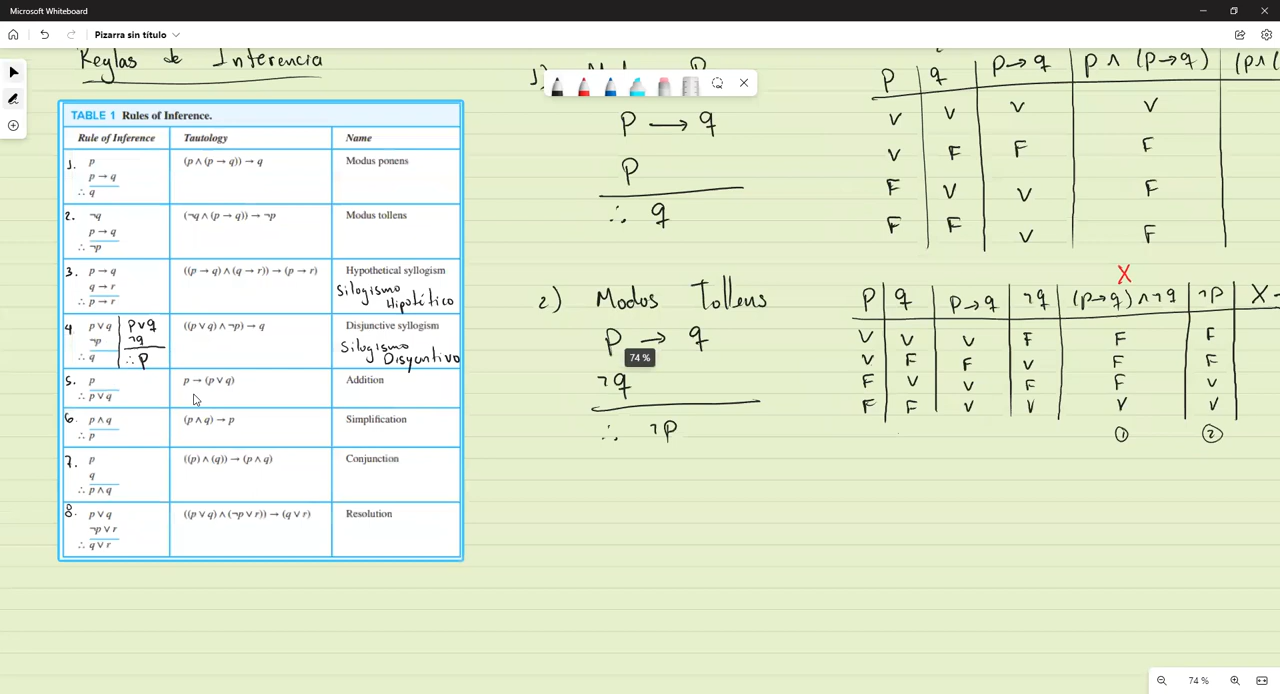 Microsoft Whiteboard
Pizarra sin título
Reglas de Inferencia
TABLE 1 Rules of Inference.
Rule of Inference Tautology Name
1. p (p ∧ (p → q)) → q Modus ponens
p → q
∴ q
2. ¬q (¬q ∧ (p → q)) → ¬p Modus tollens
p → q
∴ ¬p
3. p → q ((p → q) ∧ (q → r)) → (p → r) Hypothetical syllogism
q → r Silogismo
∴ p → r Hipotético
4 p ∨ q p∨q ((p ∨ q) ∧ ¬p) → q Disjunctive syllogism
¬p ¬q Silogismo
∴ q ∴ P Disyuntivo
5. p p → (p ∨ q) Addition
∴ p ∨ q
6. p ∧ q (p ∧ q) → p Simplification
∴ p
7. p ((p) ∧ (q)) → (p ∧ q) Conjunction
q
∴ p ∧ q
8. p ∨ q ((p ∨ q) ∧ (¬p ∨ r)) → (q ∨ r) Resolution
¬p ∨ r
∴ q ∨ r
1)
P → q
P
∴ q
P q P→q P ∧ (P→q) (P∧(
V V V V
V F F F
F V V F
F F V F
2) Modos Tollens
P → q
74 %
¬q
∴ ¬P
X
P q P→q ¬q (P→q)∧¬q ¬P X→
V V V F F F
V F F V F F
F V V F F V
F F V V V V
① ②
74 %